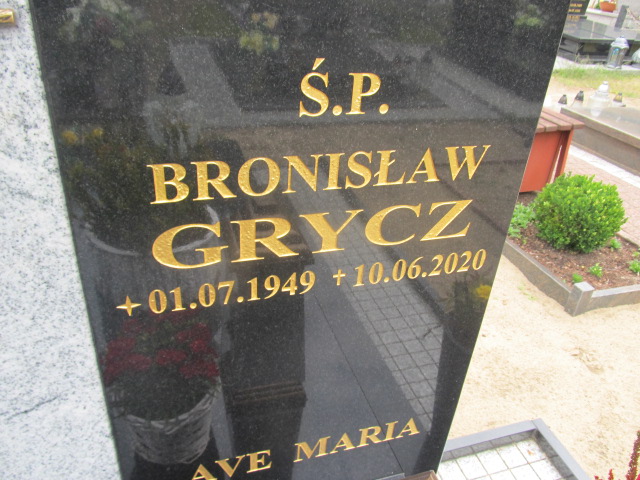 Ś.P.
BRONISŁAW
GRYCZ
01.07.1949 10.06.2020
AVE MARIA